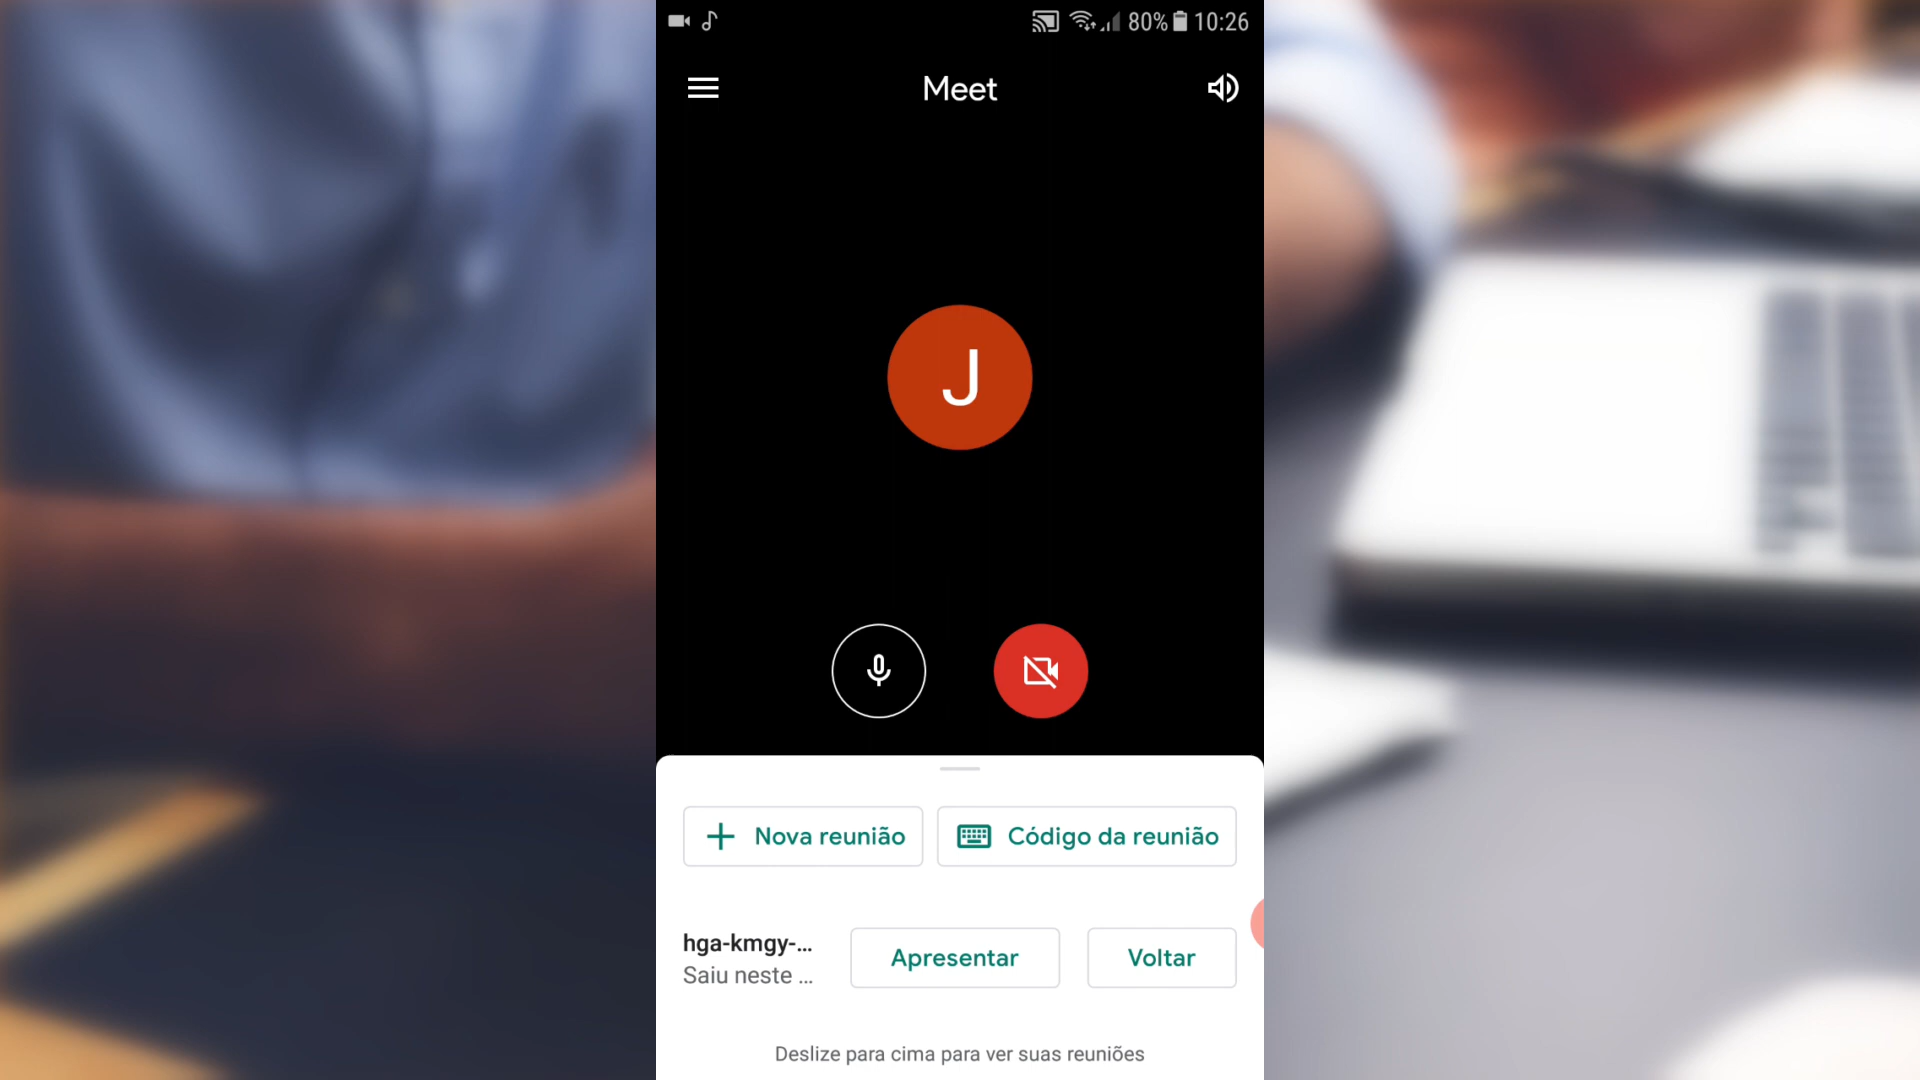 80% 10:26
Meet
J
Nova reunião
Código da reunião
hga-kmgy-...
Saiu neste ...
Apresentar
Voltar
Deslize para cima para ver suas reuniões